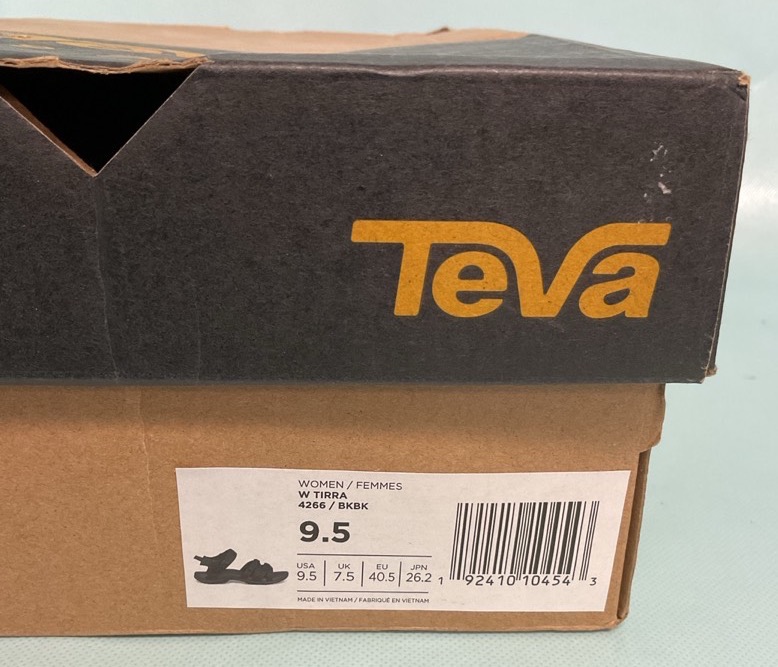 Teva
WOMEN / FEMMES
W TIRRA
4266 / BKBK
9.5
USA UK EU JPN
9.5 7.5 40.5 26.2
MADE IN VIETNAM / FABRIQUÉ EN VIETNAM
1 92410 10454 3